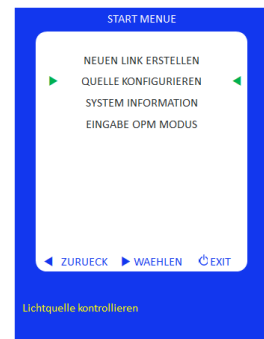 START MENUE
NEUEN LINK ERSTELLEN
QUELLE KONFIGURIEREN
SYSTEM INFORMATION
EINGABE OPM MODUS
ZURUECK WAEHLEN EXIT
Lichtquelle kontrollieren